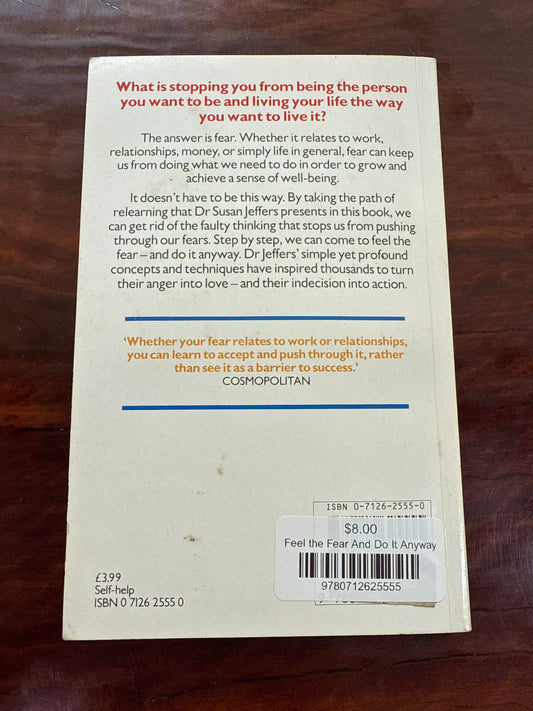 What is stopping you from being the person
you want to be and living your life the way
you want to live it?
The answer is fear. Whether it relates to work,
relationships, money, or simply life in general, fear can keep
us from doing what we need to do in order to grow and
achieve a sense of well-being.
It doesn't have to be this way. By taking the path of
relearning that Dr Susan Jeffers presents in this book, we
can get rid of the faulty thinking that stops us from pushing
through our fears. Step by step, we can come to feel the
fear – and do it anyway. Dr Jeffers' simple yet profound
concepts and techniques have inspired thousands to turn
their anger into love – and their indecision into action.
'Whether your fear relates to work or relationships,
you can learn to accept and push through it, rather
than see it as a barrier to success.'
COSMOPOLITAN
ISBN 0-7126-2555-0
$8.00
Feel the Fear And Do It Anyway
9780712625555
£3.99
Self-help
ISBN 0 7126 2555 0